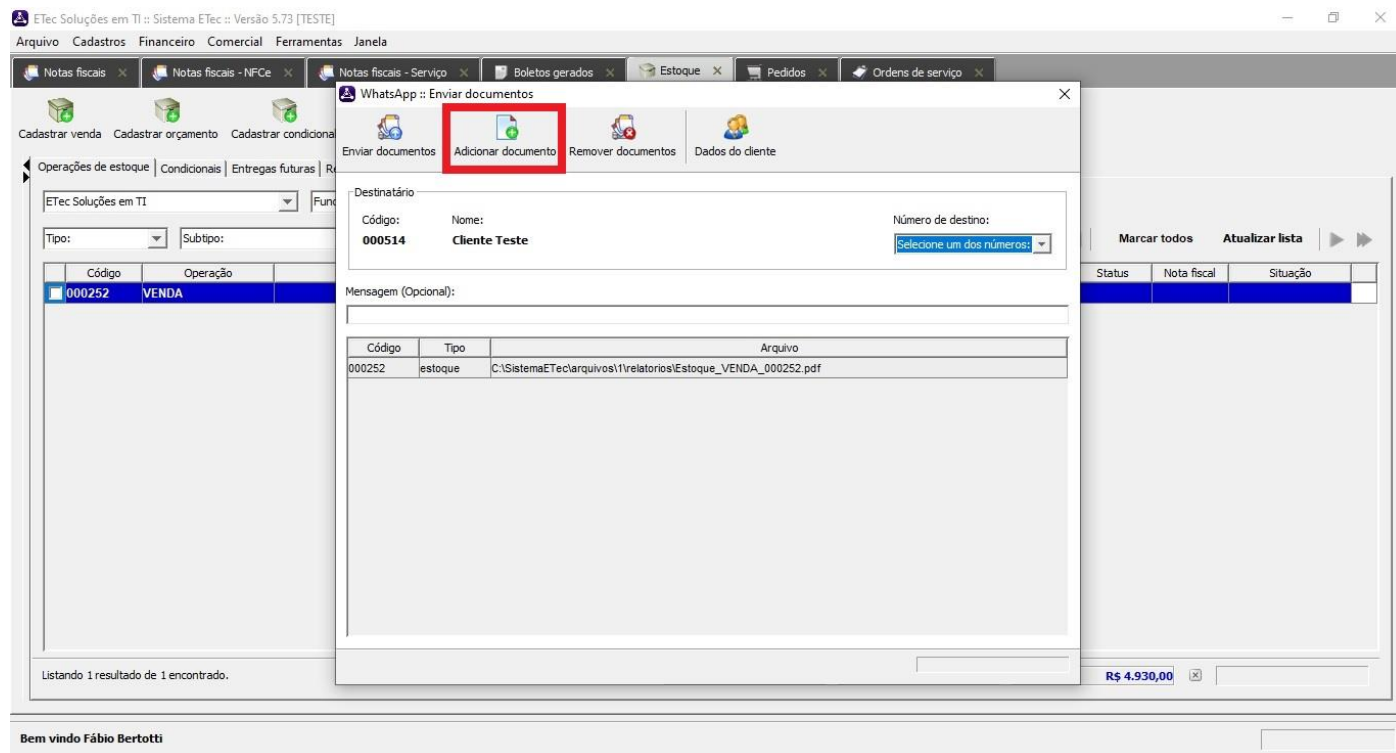 ETec Soluções em TI :: Sistema ETec :: Versão 5.73 [TESTE]
Arquivo Cadastros Financeiro Comercial Ferramentas Janela
Notas fiscais Notas fiscais - NFCe Notas fiscais - Serviço Boletos gerados Estoque Pedidos Ordens de serviço
WhatsApp :: Enviar documentos
Cadastrar venda Cadastrar orçamento Cadastrar condiciona
Enviar documentos Adicionar documento Remover documentos Dados do cliente
Operações de estoque Condicionais Entregas futuras R
ETec Soluções em TI Func
Destinatário
Código: Nome: Número de destino:
000514 Cliente Teste Selecione um dos números:
Tipo: Subtipo: Marcar todos Atualizar lista
Código Operação Status Nota fiscal Situação
000252 VENDA
Mensagem (Opcional):
Código Tipo Arquivo
000252 estoque C:\SistemaETec\arquivos\1\relatorios\Estoque_VENDA_000252.pdf
Listando 1 resultado de 1 encontrado. R$ 4.930,00
Bem vindo Fábio Bertotti